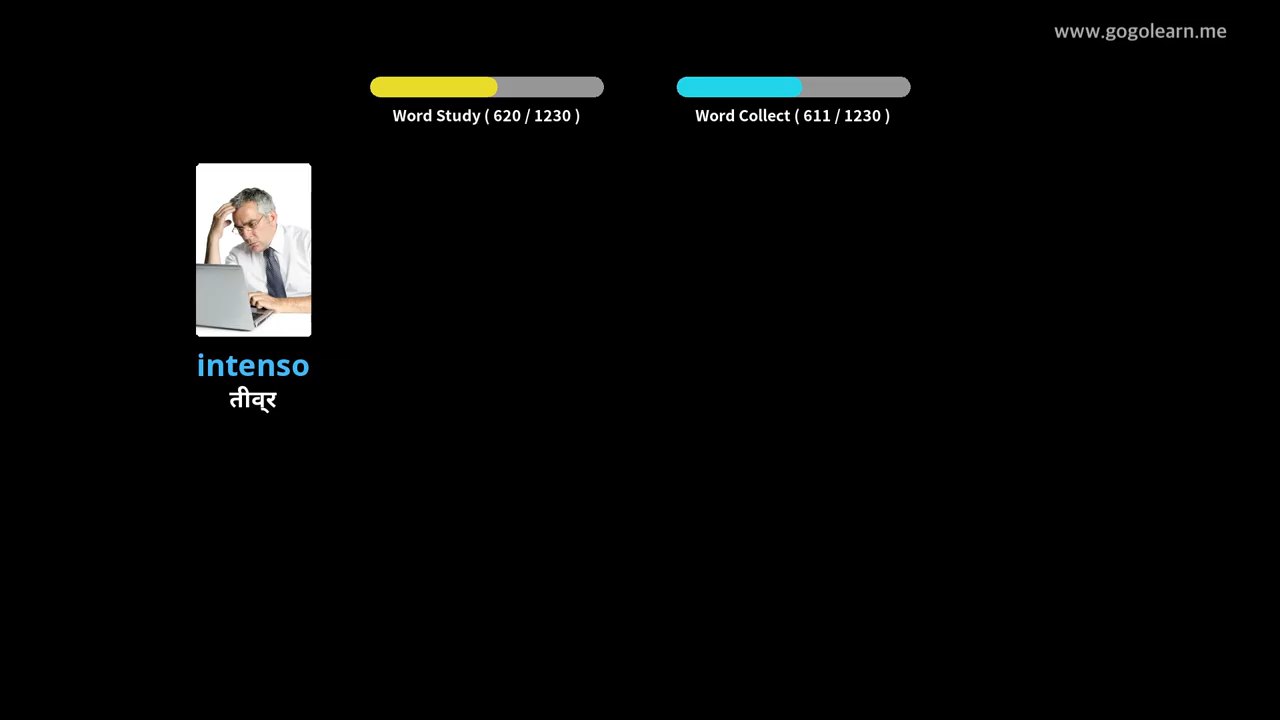 www.gogolearn.me
Word Study ( 620 / 1230 )
Word Collect ( 611 / 1230 )
intenso
तीव्र